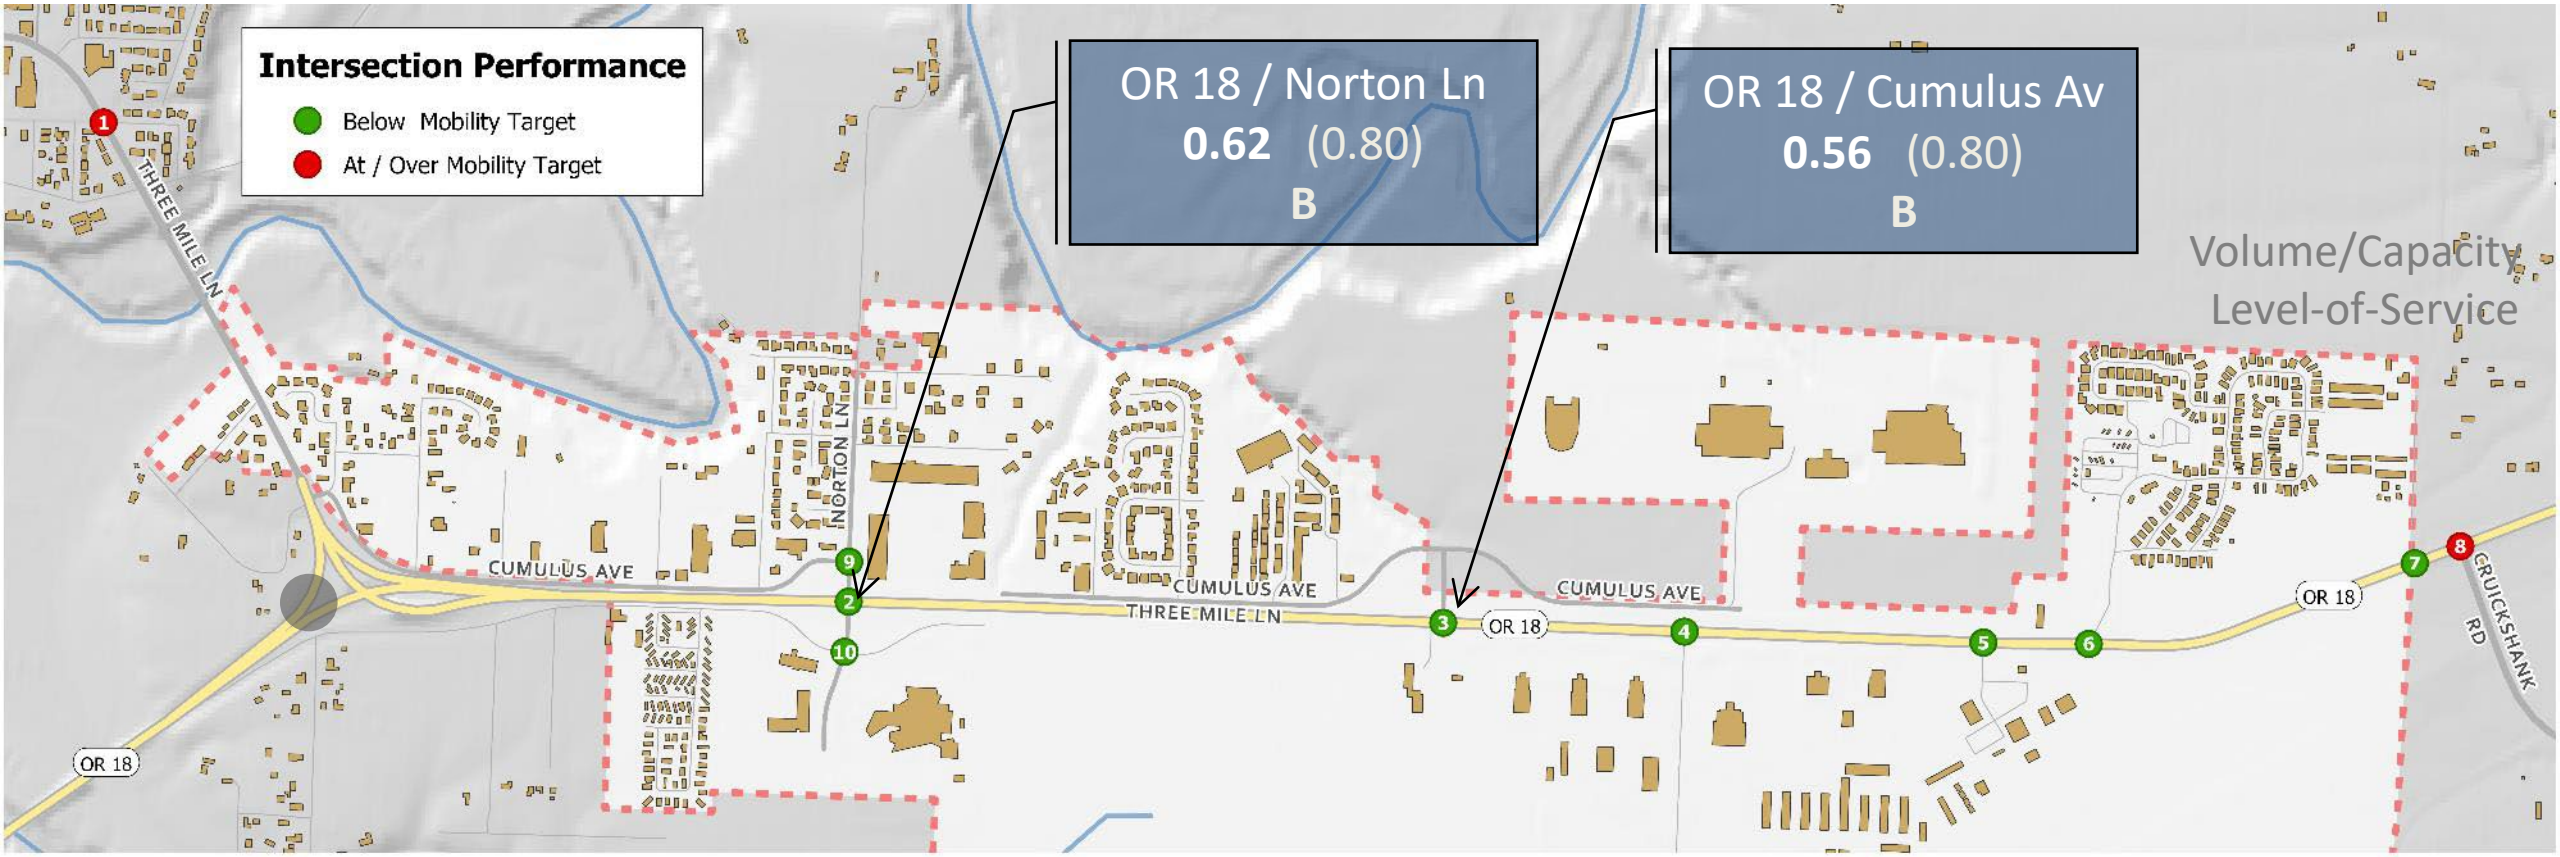 Intersection Performance
Below Mobility Target
At / Over Mobility Target
OR 18 / Norton Ln
0.62 (0.80)
B
OR 18 / Cumulus Av
0.56 (0.80)
B
Volume/Capacity
Level-of-Service
1
THREE MILE LN
NORTON LN
9
CUMULUS AVE
2
10
CUMULUS AVE
THREE MILE LN
3
OR 18
CUMULUS AVE
4
5
6
OR 18
7
8
CRUICKSHANK
RD
OR 18